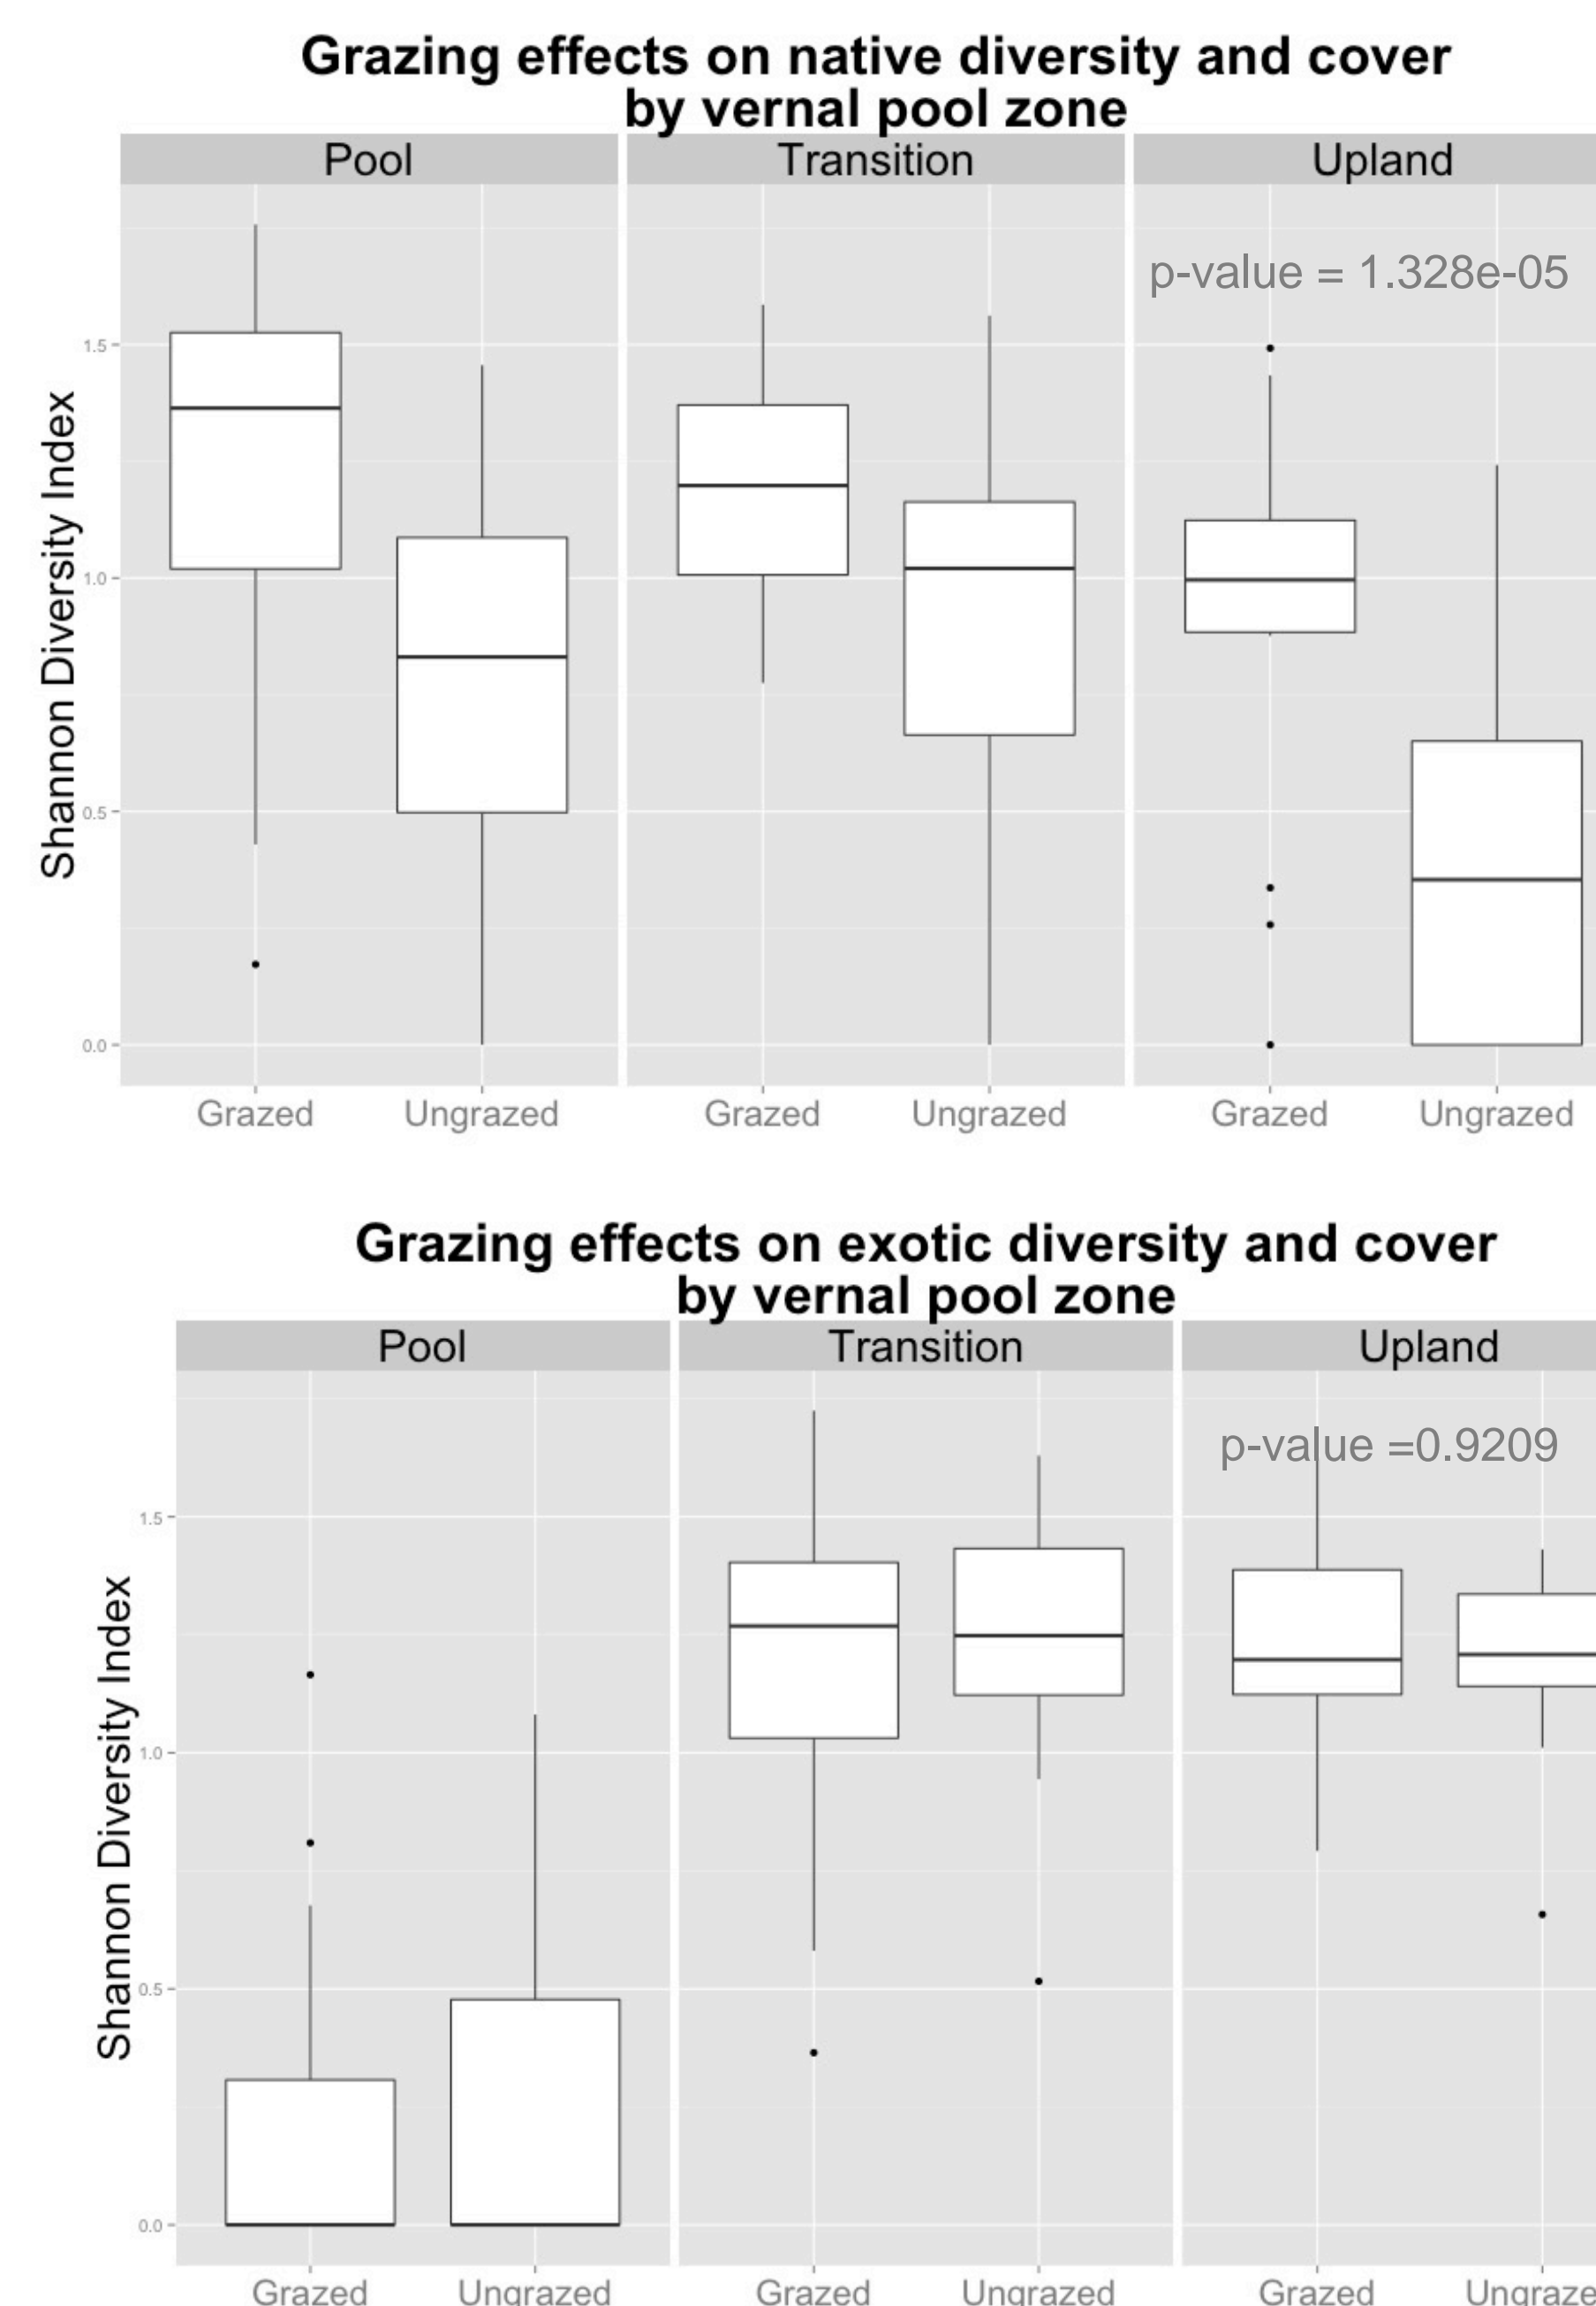 Grazing effects on native diversity and cover
by vernal pool zone
Pool Transition Upland
p-value = 1.328e-05
Shannon Diversity Index
1.5
1.0
0.5
0.0
Grazed Ungrazed Grazed Ungrazed Grazed Ungrazed
Grazing effects on exotic diversity and cover
by vernal pool zone
Pool Transition Upland
p-value =0.9209
Shannon Diversity Index
1.5
1.0
0.5
0.0
Grazed Ungrazed Grazed Ungrazed Grazed Ungraze